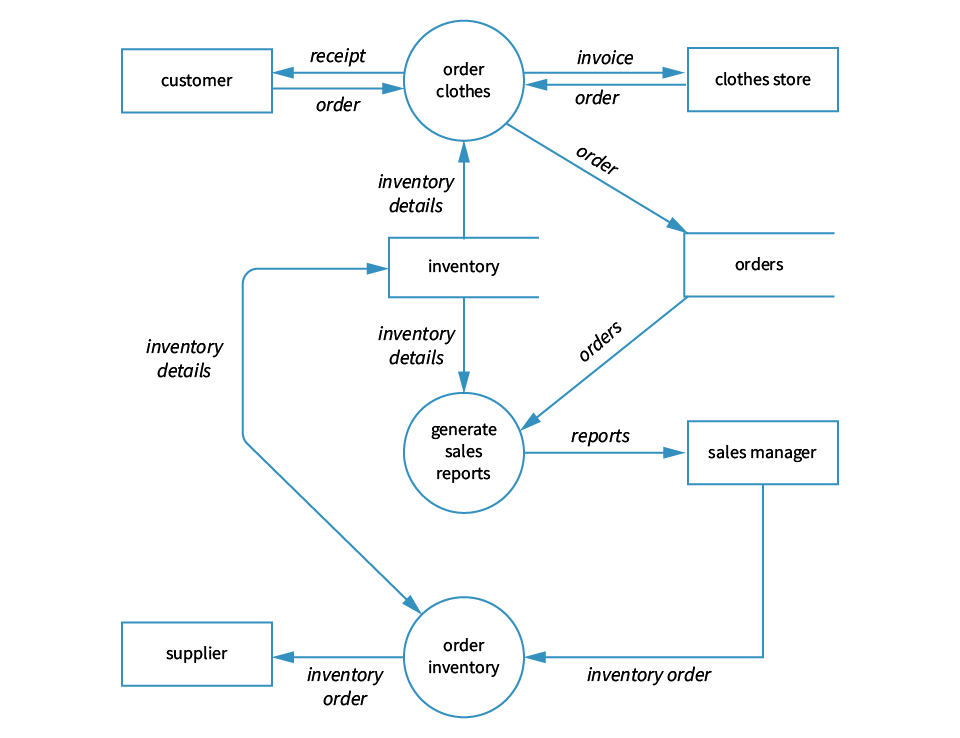 receipt
order
clothes
invoice
customer
clothes store
order
order
order
inventory
details
inventory
orders
inventory
details
orders
inventory
details
generate
sales
reports
reports
sales manager
order
inventory
supplier
inventory
order
inventory order